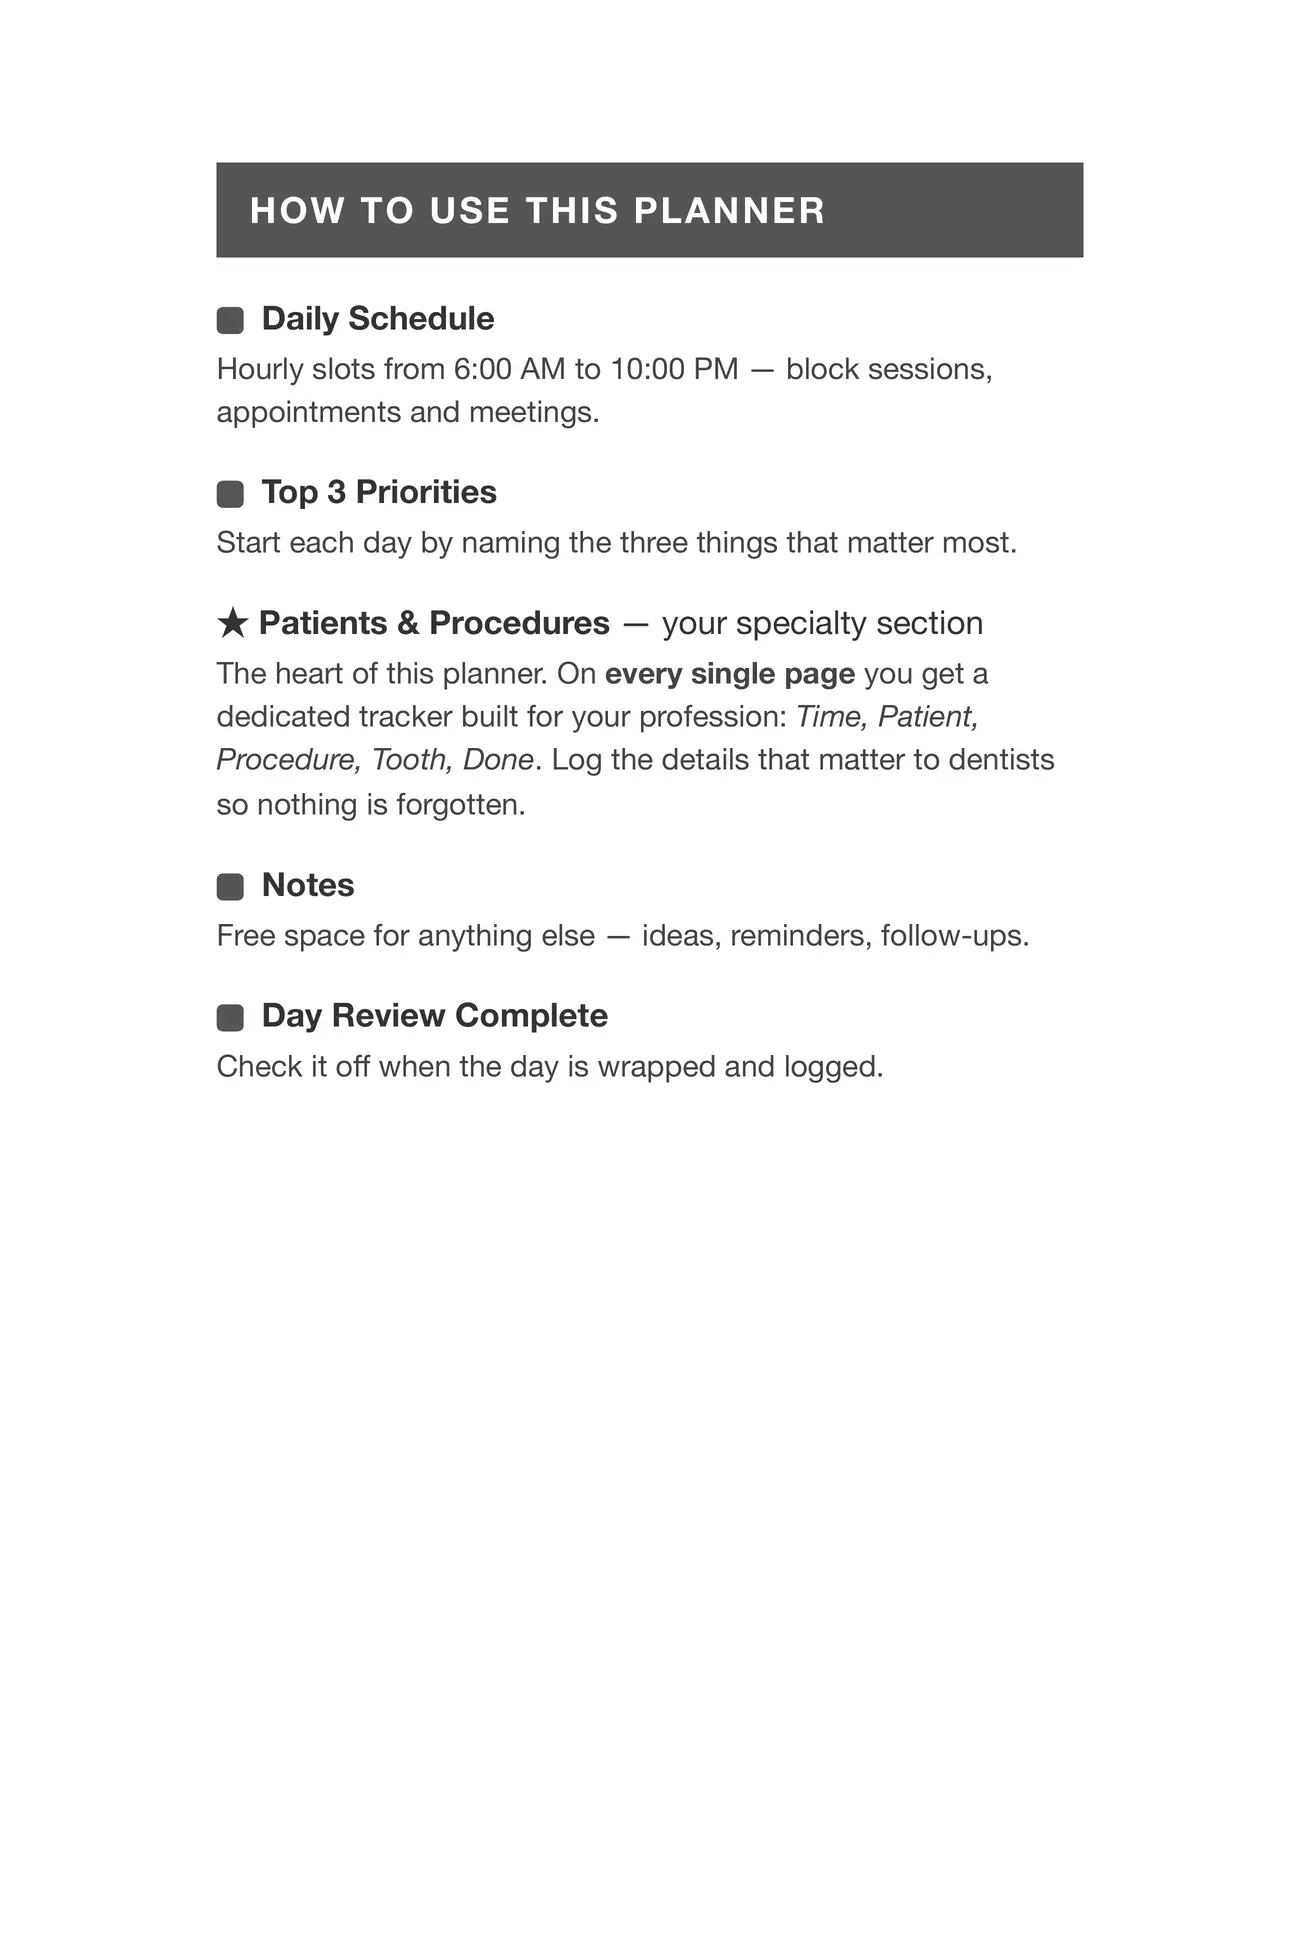 HOW TO USE THIS PLANNER
Daily Schedule
Hourly slots from 6:00 AM to 10:00 PM — block sessions,
appointments and meetings.
Top 3 Priorities
Start each day by naming the three things that matter most.
★ Patients & Procedures — your specialty section
The heart of this planner. On every single page you get a
dedicated tracker built for your profession: Time, Patient,
Procedure, Tooth, Done. Log the details that matter to dentists
so nothing is forgotten.
Notes
Free space for anything else — ideas, reminders, follow-ups.
Day Review Complete
Check it off when the day is wrapped and logged.